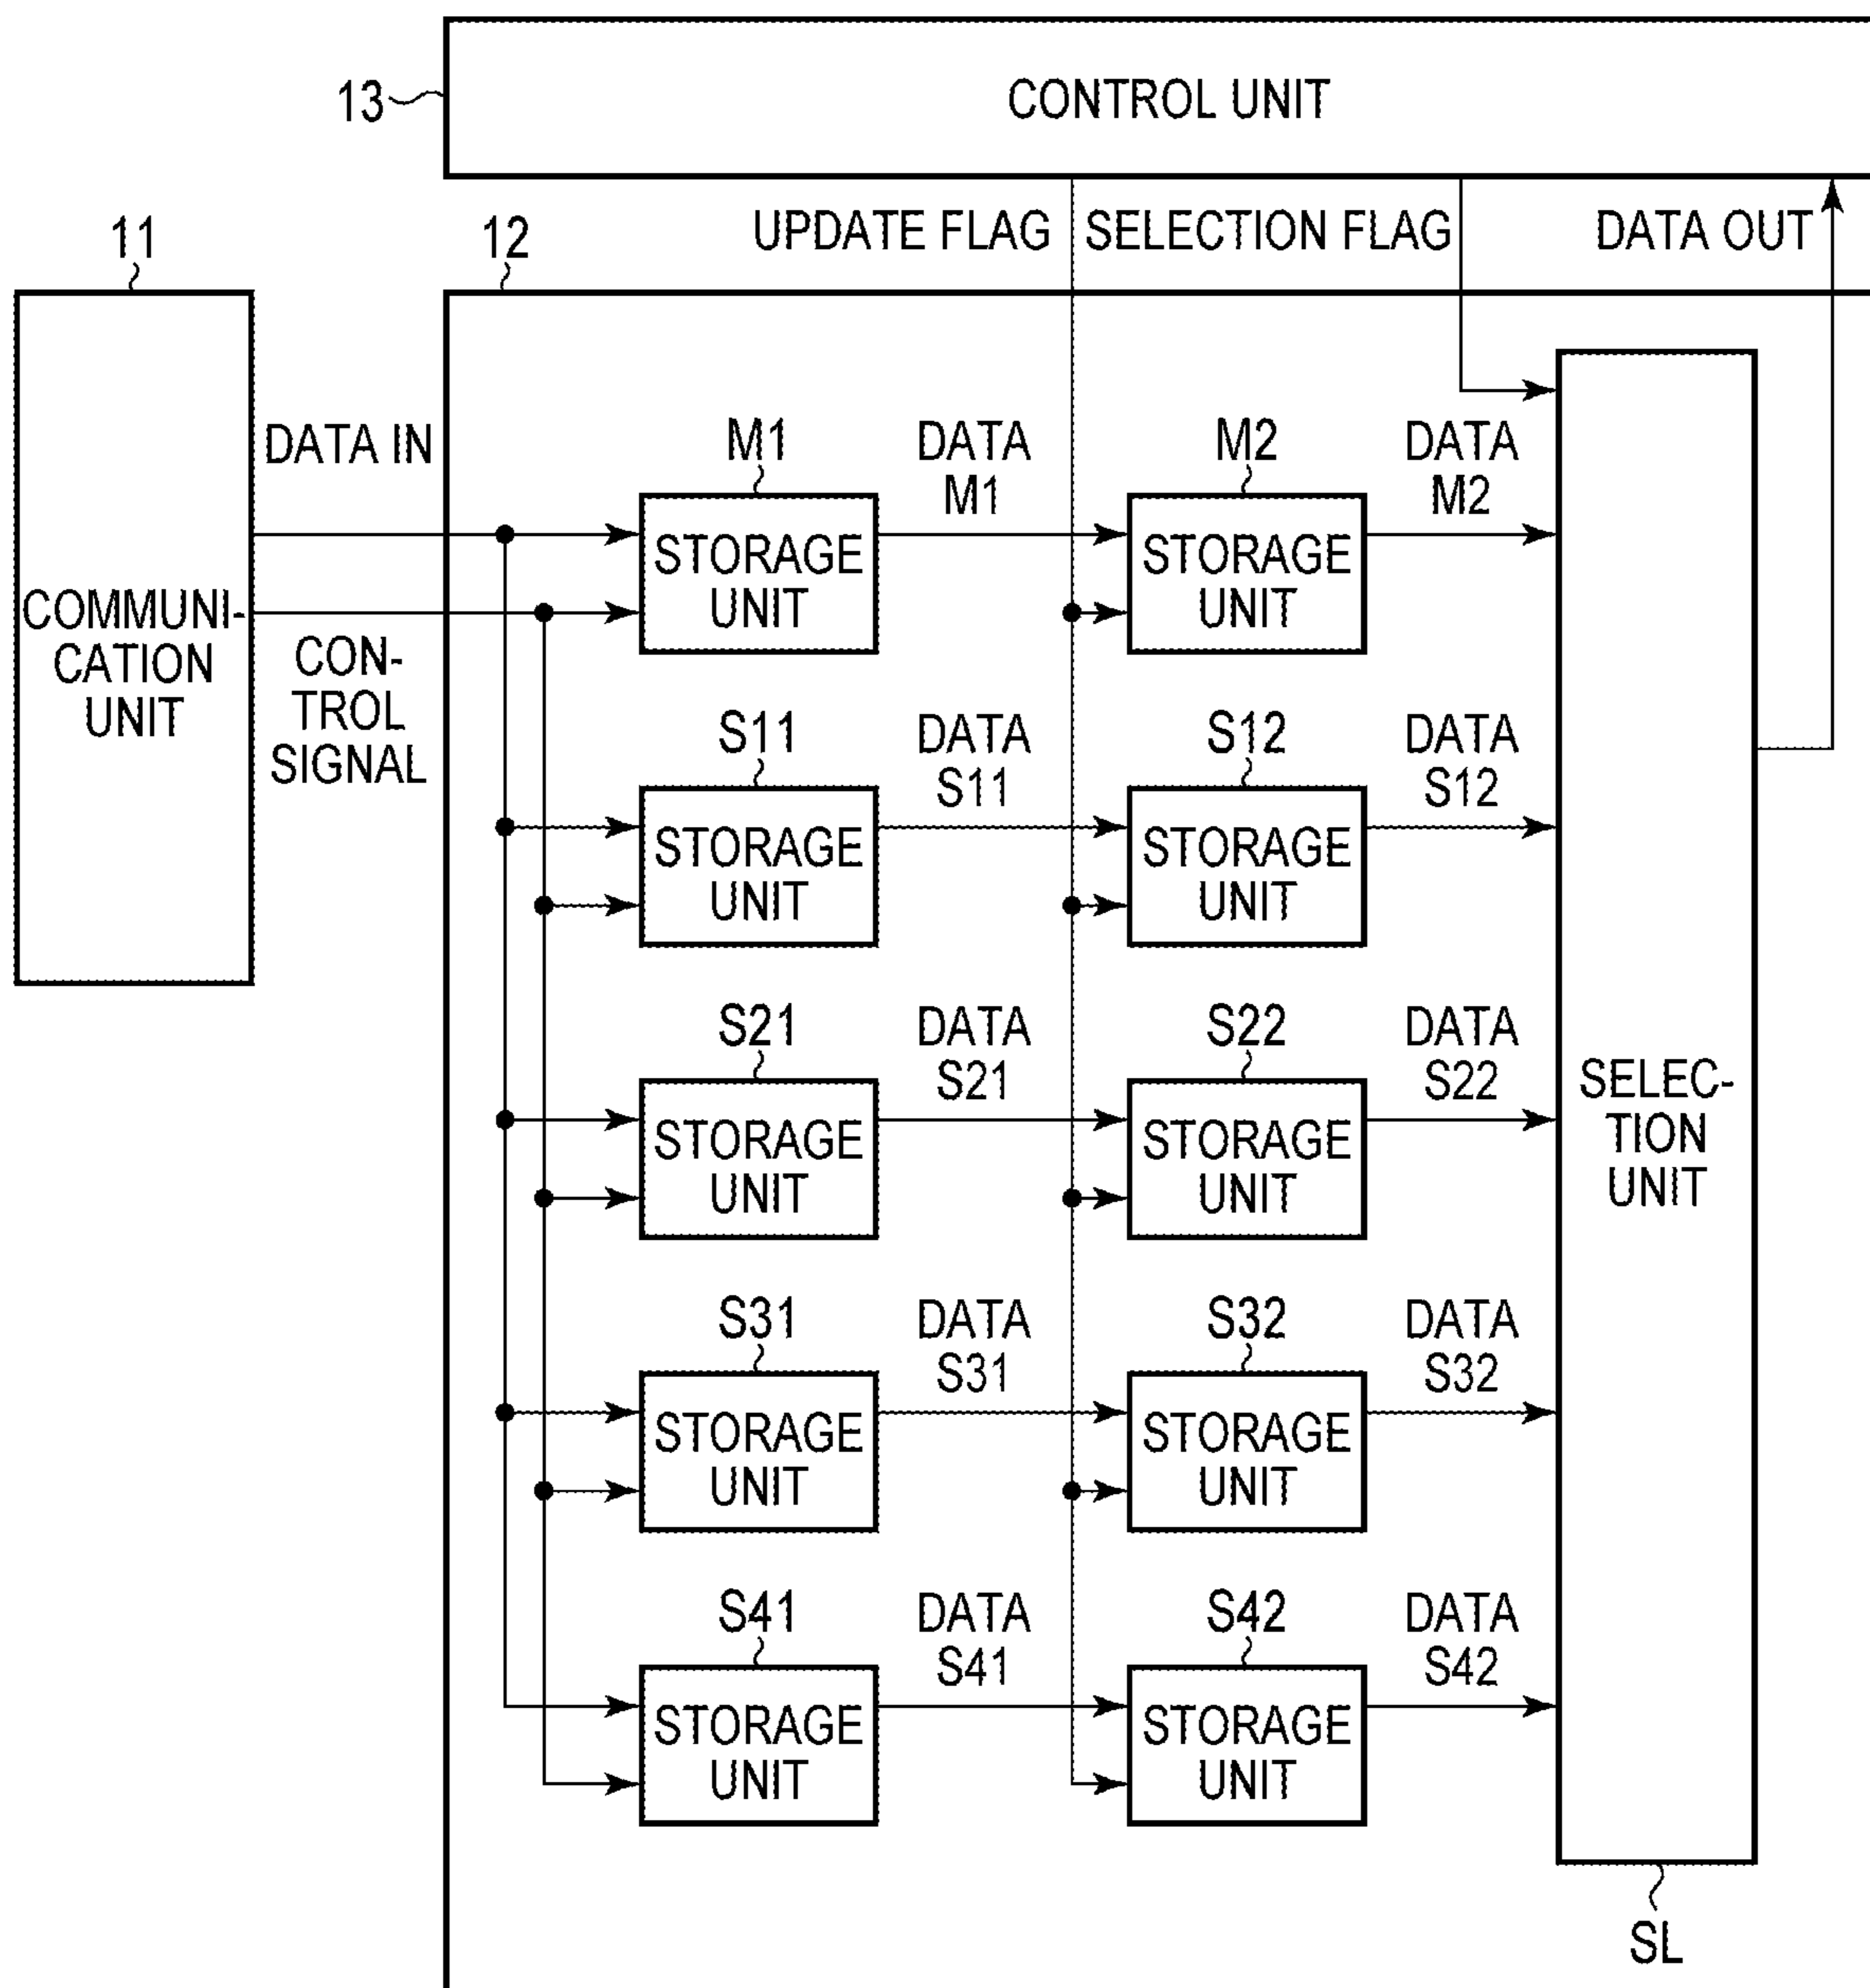 13
CONTROL UNIT
11
12
UPDATE FLAG
SELECTION FLAG
DATA OUT
DATA IN
COMMUNI-
CATION
UNIT
CON-
TROL
SIGNAL
M1
DATA
M1
M2
DATA
M2
STORAGE
UNIT
STORAGE
UNIT
S11
DATA
S11
S12
DATA
S12
STORAGE
UNIT
STORAGE
UNIT
S21
DATA
S21
S22
DATA
S22
STORAGE
UNIT
STORAGE
UNIT
SELEC-
TION
UNIT
S31
DATA
S31
S32
DATA
S32
STORAGE
UNIT
STORAGE
UNIT
S41
DATA
S41
S42
DATA
S42
STORAGE
UNIT
STORAGE
UNIT
SL